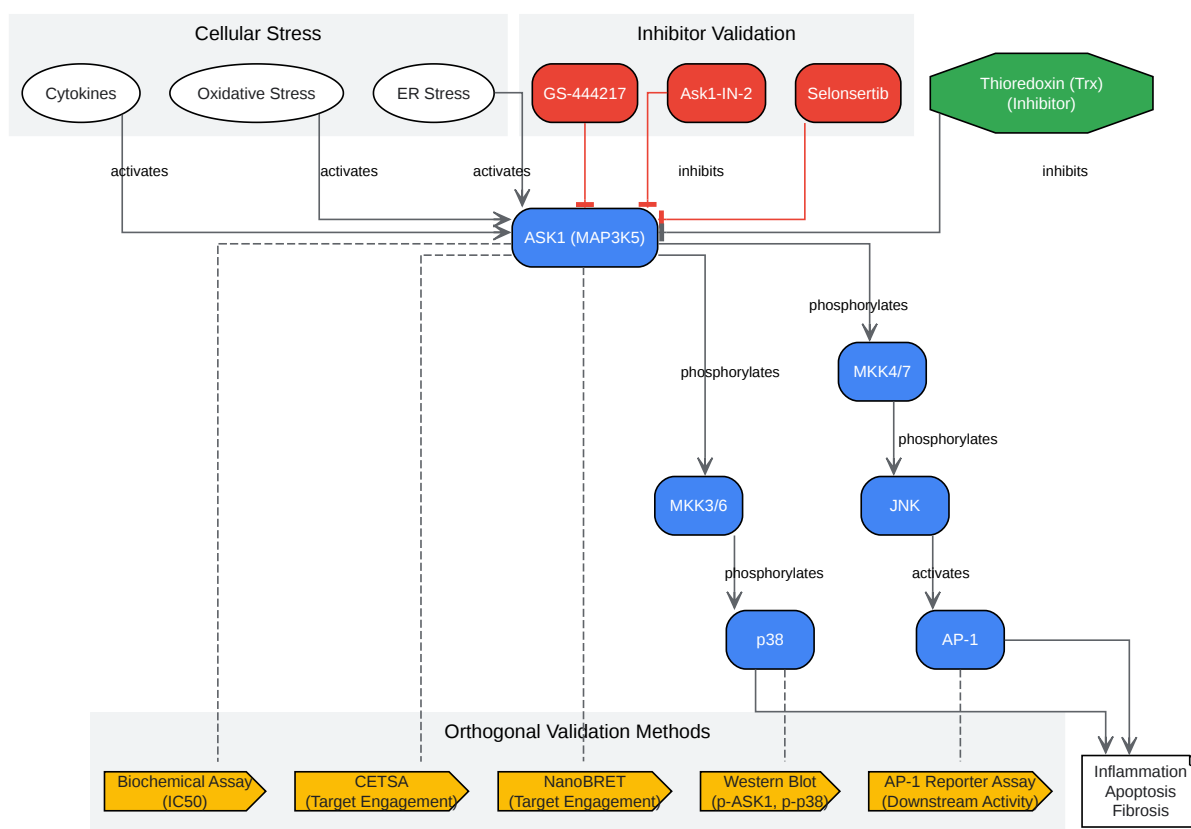 Cellular Stress
Inhibitor Validation
Cytokines
Oxidative Stress
ER Stress
GS-444217
Ask1-IN-2
Selonsertib
Thioredoxin (Trx)
(Inhibitor)
activates
activates
activates
inhibits
inhibits
ASK1 (MAP3K5)
phosphorylates
phosphorylates
MKK4/7
phosphorylates
MKK3/6
JNK
phosphorylates
activates
p38
AP-1
Orthogonal Validation Methods
Biochemical Assay
(IC50)
CETSA
(Target Engagement)
NanoBRET
(Target Engagement)
Western Blot
(p-ASK1, p-p38)
AP-1 Reporter Assay
(Downstream Activity)
Inflammation
Apoptosis
Fibrosis